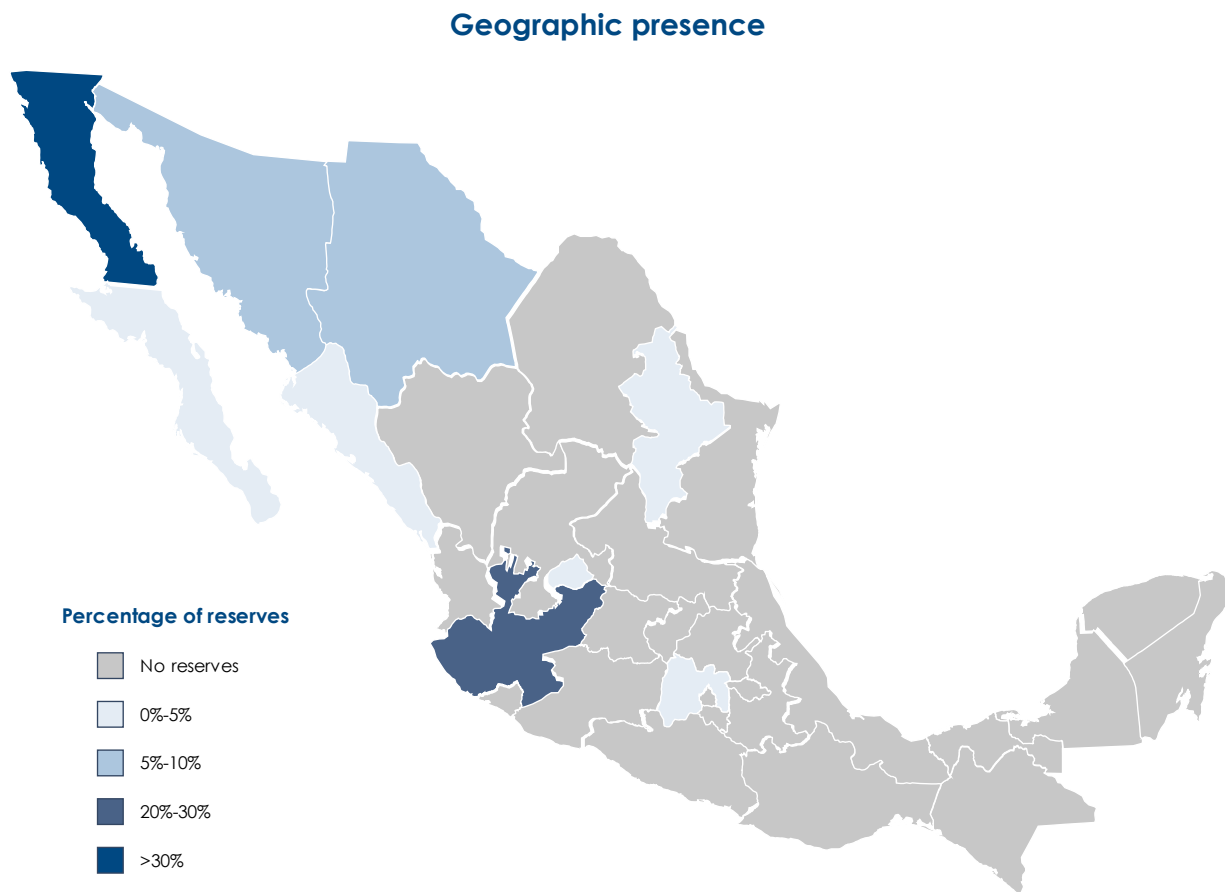 Geographic presence
Percentage of reserves
No reserves
0%-5%
5%-10%
20%-30%
>30%